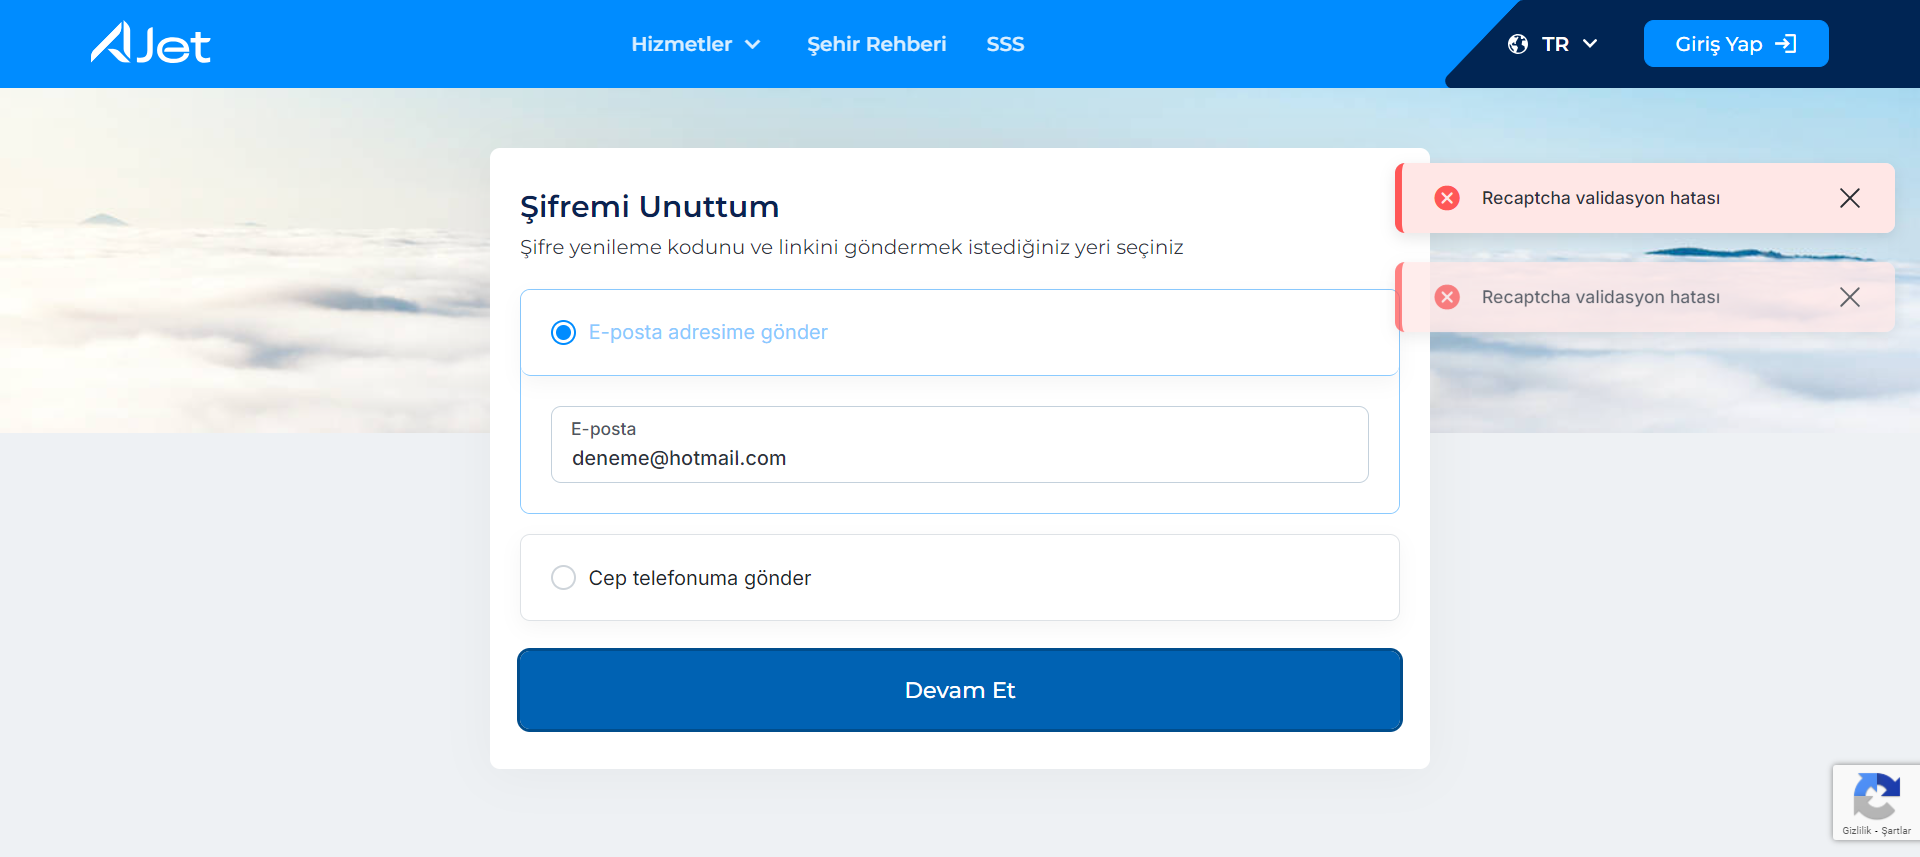 AJet
Hizmetler
Şehir Rehberi
SSS
TR
Giriş Yap
Recaptcha validasyon hatası
Recaptcha validasyon hatası
Şifremi Unuttum
Şifre yenileme kodunu ve linkini göndermek istediğiniz yeri seçiniz
E-posta adresime gönder
E-posta
deneme@hotmail.com
Cep telefonuma gönder
Devam Et
Gizlilik - Şartlar